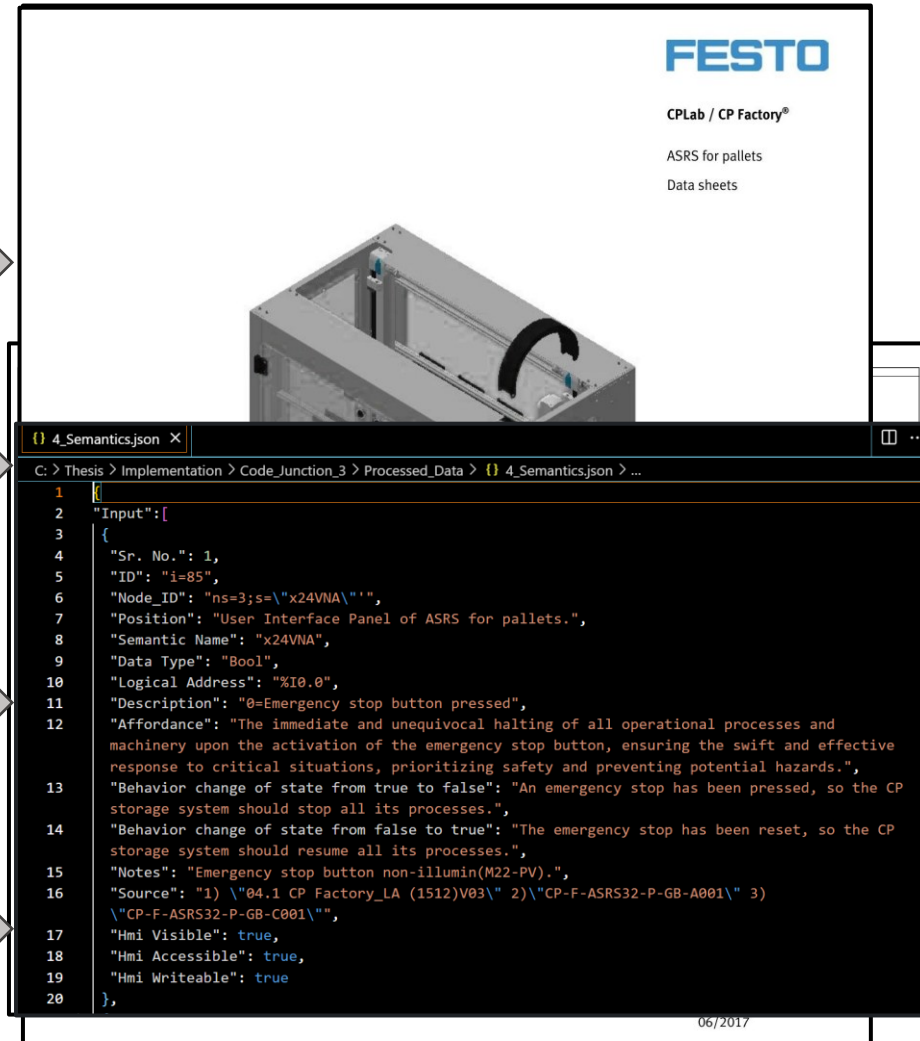 FESTO
CPLab / CP Factory®
ASRS for pallets
Data sheets
{} 4_Semantics.json ×
C: > Thesis > Implementation > Code_Junction_3 > Processed_Data > {} 4_Semantics.json > ...
1 {
2 "Input":[
3 {
4 "Sr. No.": 1,
5 "ID": "i=85",
6 "Node_ID": "ns=3;s=\"x24VNA\"'",
7 "Position": "User Interface Panel of ASRS for pallets.",
8 "Semantic Name": "x24VNA",
9 "Data Type": "Bool",
10 "Logical Address": "%I0.0",
11 "Description": "0=Emergency stop button pressed",
12 "Affordance": "The immediate and unequivocal halting of all operational processes and
machinery upon the activation of the emergency stop button, ensuring the swift and effective
response to critical situations, prioritizing safety and preventing potential hazards.",
13 "Behavior change of state from true to false": "An emergency stop has been pressed, so the CP
storage system should stop all its processes.",
14 "Behavior change of state from false to true": "The emergency stop has been reset, so the CP
storage system should resume all its processes.",
15 "Notes": "Emergency stop button non-illumin(M22-PV).",
16 "Source": "1) \"04.1 CP Factory_LA (1512)V03\" 2)\"CP-F-ASRS32-P-GB-A001\" 3)
\"CP-F-ASRS32-P-GB-C001\"",
17 "Hmi Visible": true,
18 "Hmi Accessible": true,
19 "Hmi Writeable": true
20 },
06/2017